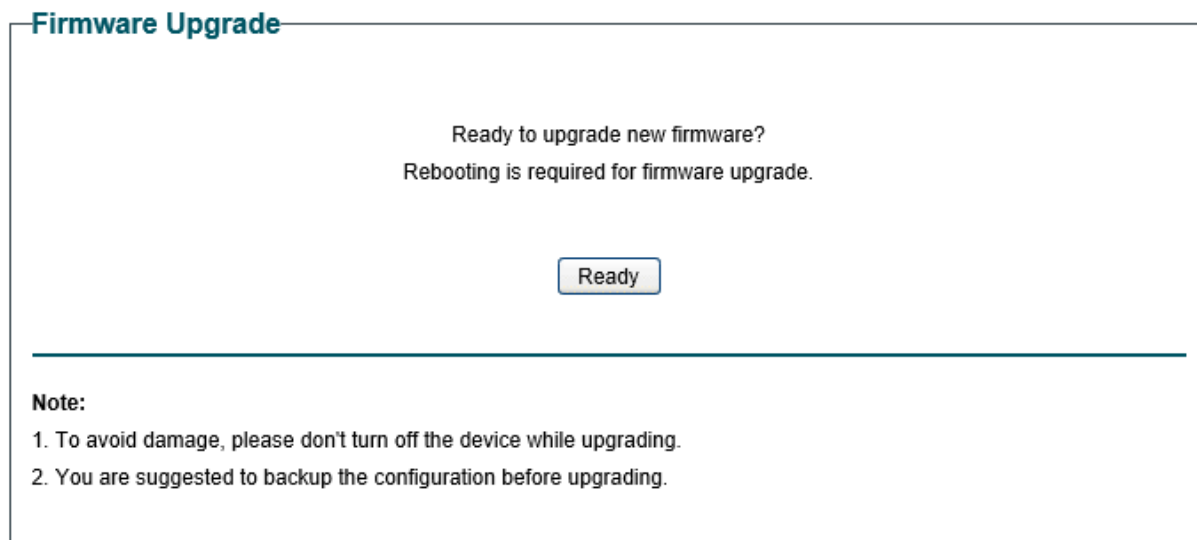 Firmware Upgrade
Ready to upgrade new firmware?
Rebooting is required for firmware upgrade.
Ready
Note:
1. To avoid damage, please don't turn off the device while upgrading.
2. You are suggested to backup the configuration before upgrading.